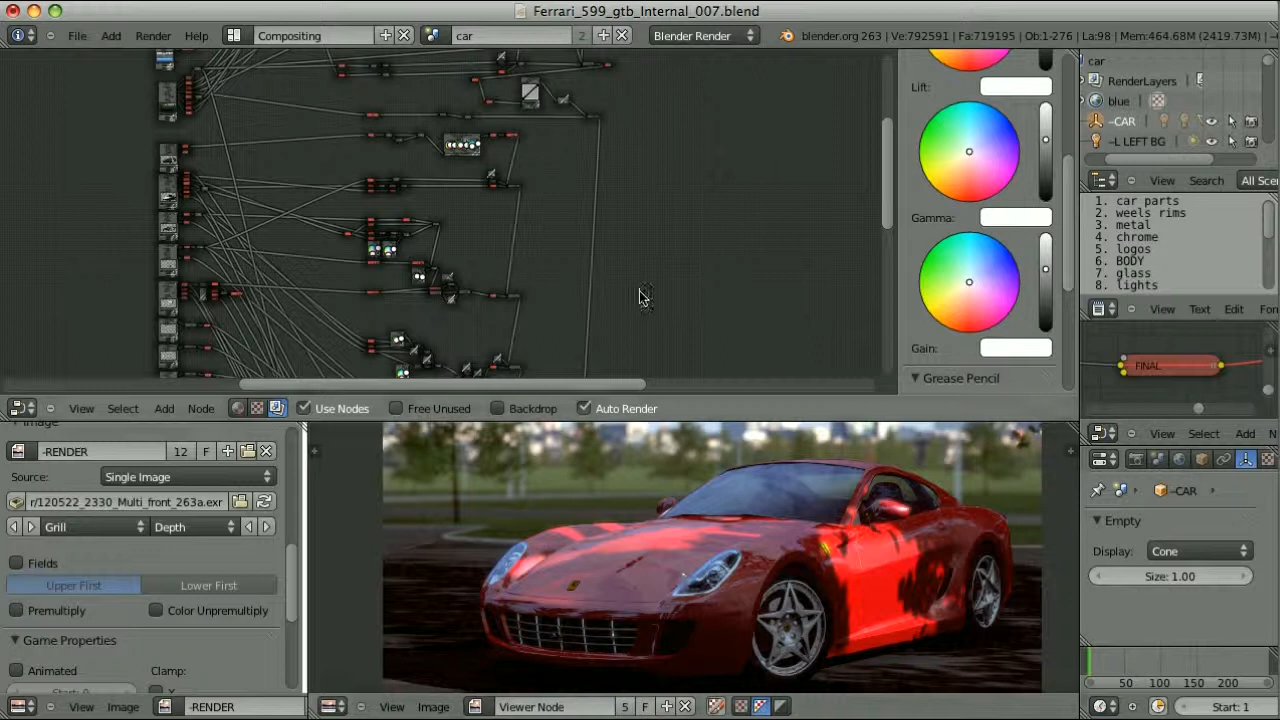 Ferrari_599_gtb_Internal_007.blend
File Add Render Help Compositing car 2 Blender Render blender.org 263 | Ve:792591 | Fa:719195 | Ob:1-276 | La:98 | Mem:464.68M (2419.73M)
car
RenderLayers
blue
–CAR
–L LEFT BG
View Search All Sce
Lift:
Gamma:
Gain:
Grease Pencil
1. car parts
2. weels rims
3. metal
4. chrome
5. logos
6. BODY
7. glass
8. lights
View Text Edit
FINAL
View Select Add N
View Select Add Node Use Nodes Free Unused Backdrop Auto Render
Image
-RENDER 12 F
Source: Single Image
r/120522_2330_Multi_front_263a.exr
Grill Depth
Fields
Upper First Lower First
Premultiply Color Unpremultiply
Game Properties
Animated Clamp:
View Image -RENDER
View Image Viewer Node 5 F
–CAR
Empty
Display: Cone
Size: 1.00
50 100 150 200
Start: 1